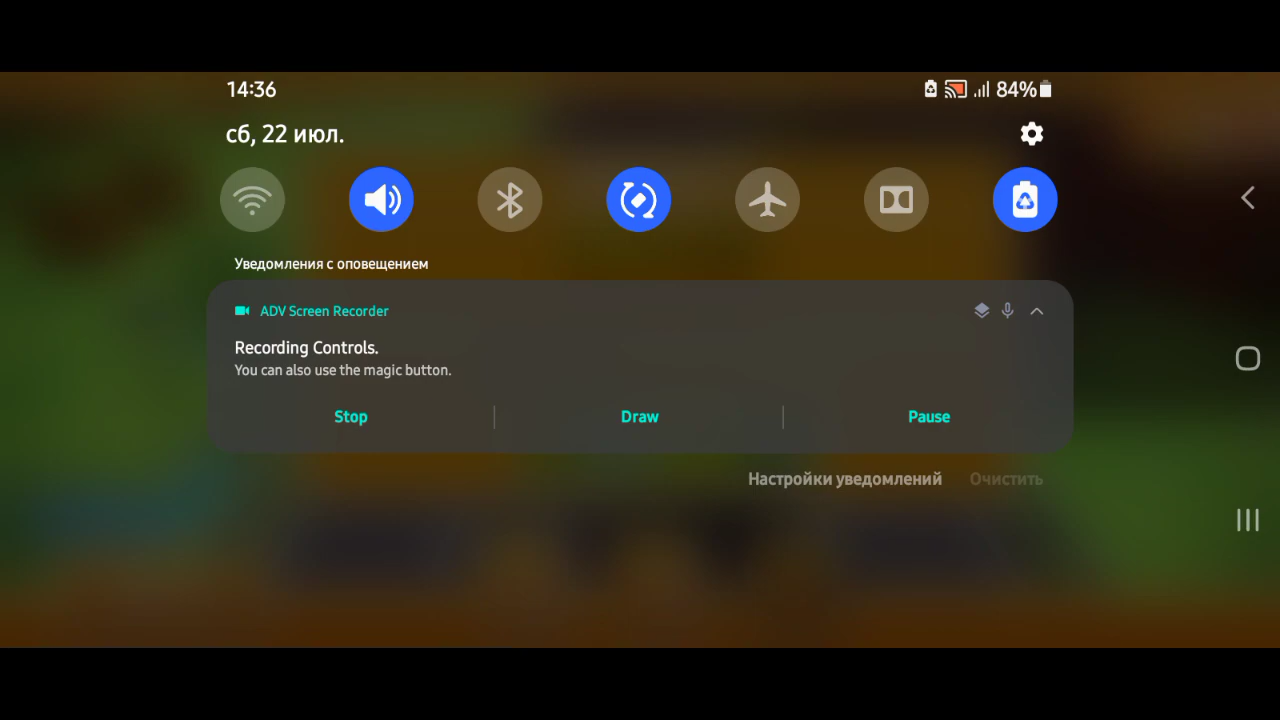 14:36
84%
сб, 22 июл.
Уведомления с оповещением
ADV Screen Recorder
Recording Controls.
You can also use the magic button.
Stop Draw Pause
Настройки уведомлений Очистить